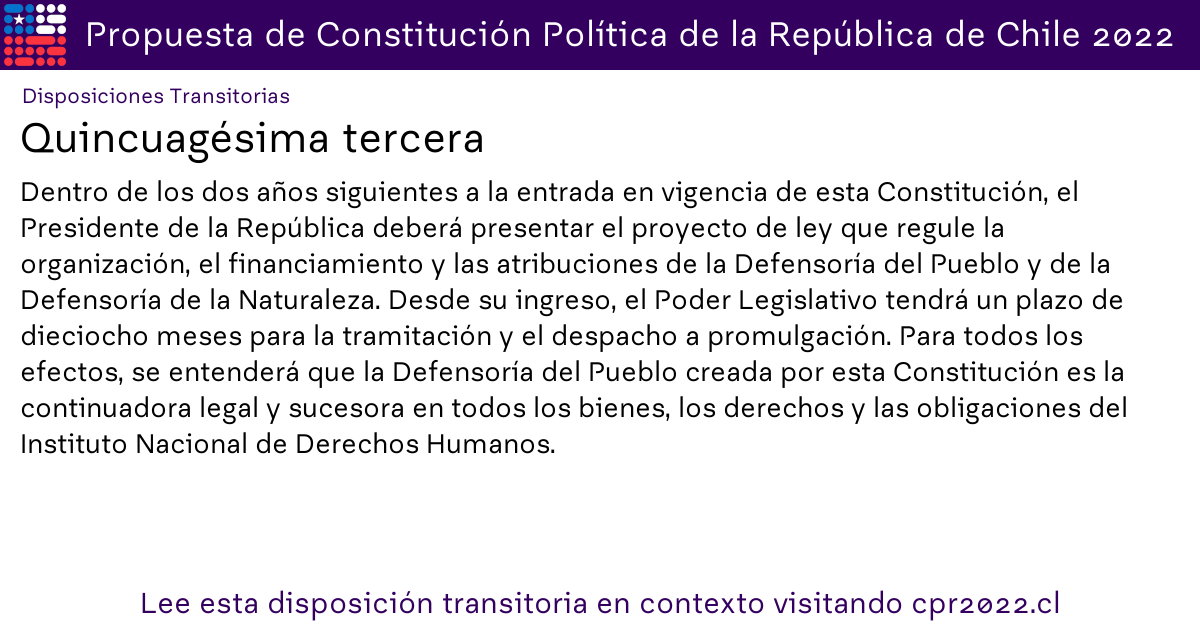 Propuesta de Constitución Política de la República de Chile 2022
Disposiciones Transitorias
Quincuagésima tercera
Dentro de los dos años siguientes a la entrada en vigencia de esta Constitución, el
Presidente de la República deberá presentar el proyecto de ley que regule la
organización, el financiamiento y las atribuciones de la Defensoría del Pueblo y de la
Defensoría de la Naturaleza. Desde su ingreso, el Poder Legislativo tendrá un plazo de
dieciocho meses para la tramitación y el despacho a promulgación. Para todos los
efectos, se entenderá que la Defensoría del Pueblo creada por esta Constitución es la
continuadora legal y sucesora en todos los bienes, los derechos y las obligaciones del
Instituto Nacional de Derechos Humanos.
Lee esta disposición transitoria en contexto visitando cpr2022.cl